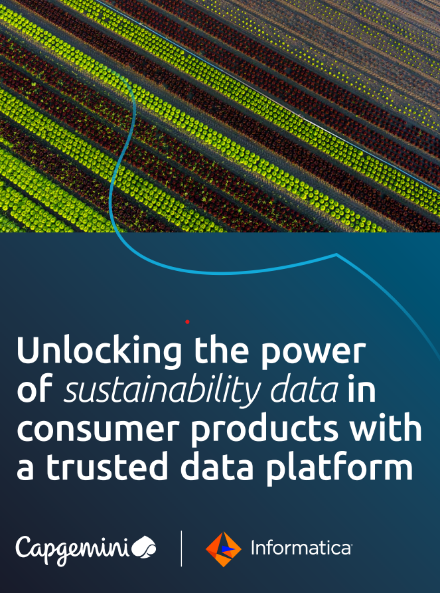 Unlocking the power
of sustainability data in
consumer products with
a trusted data platform
Capgemini
Informatica